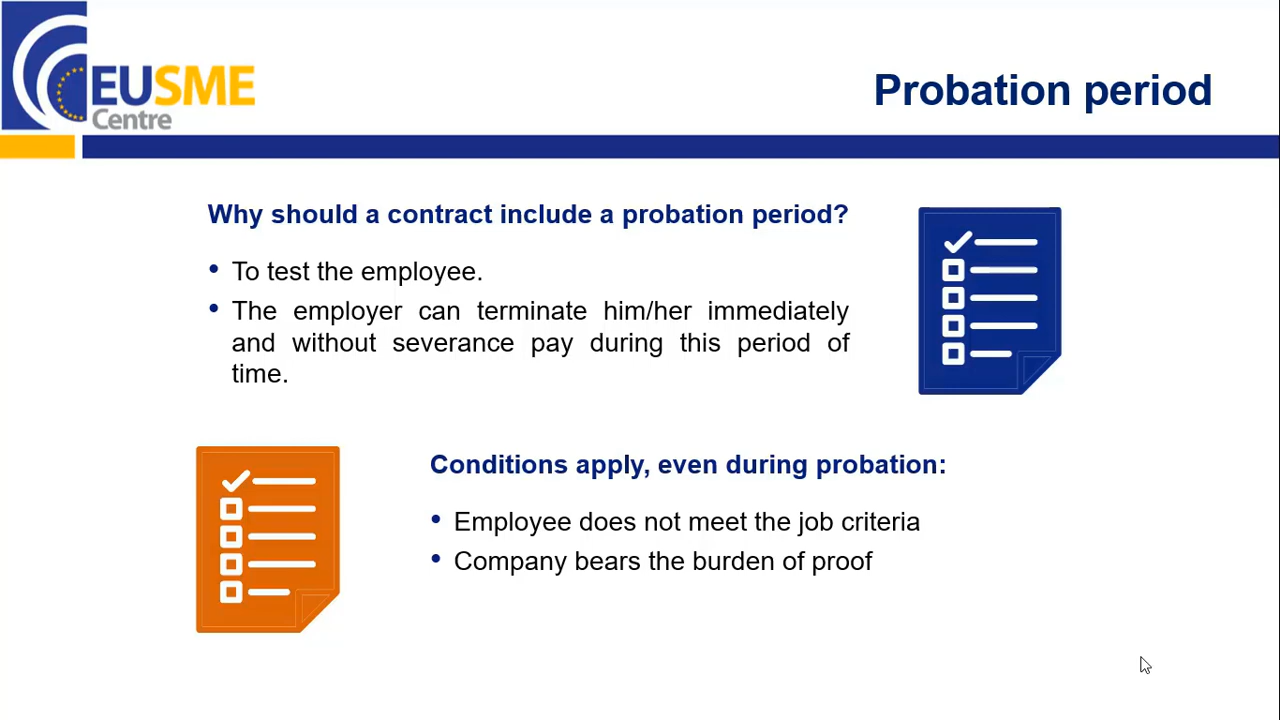 EUSME
Centre
Probation period
Why should a contract include a probation period?
• To test the employee.
• The employer can terminate him/her immediately
and without severance pay during this period of
time.
Conditions apply, even during probation:
• Employee does not meet the job criteria
• Company bears the burden of proof